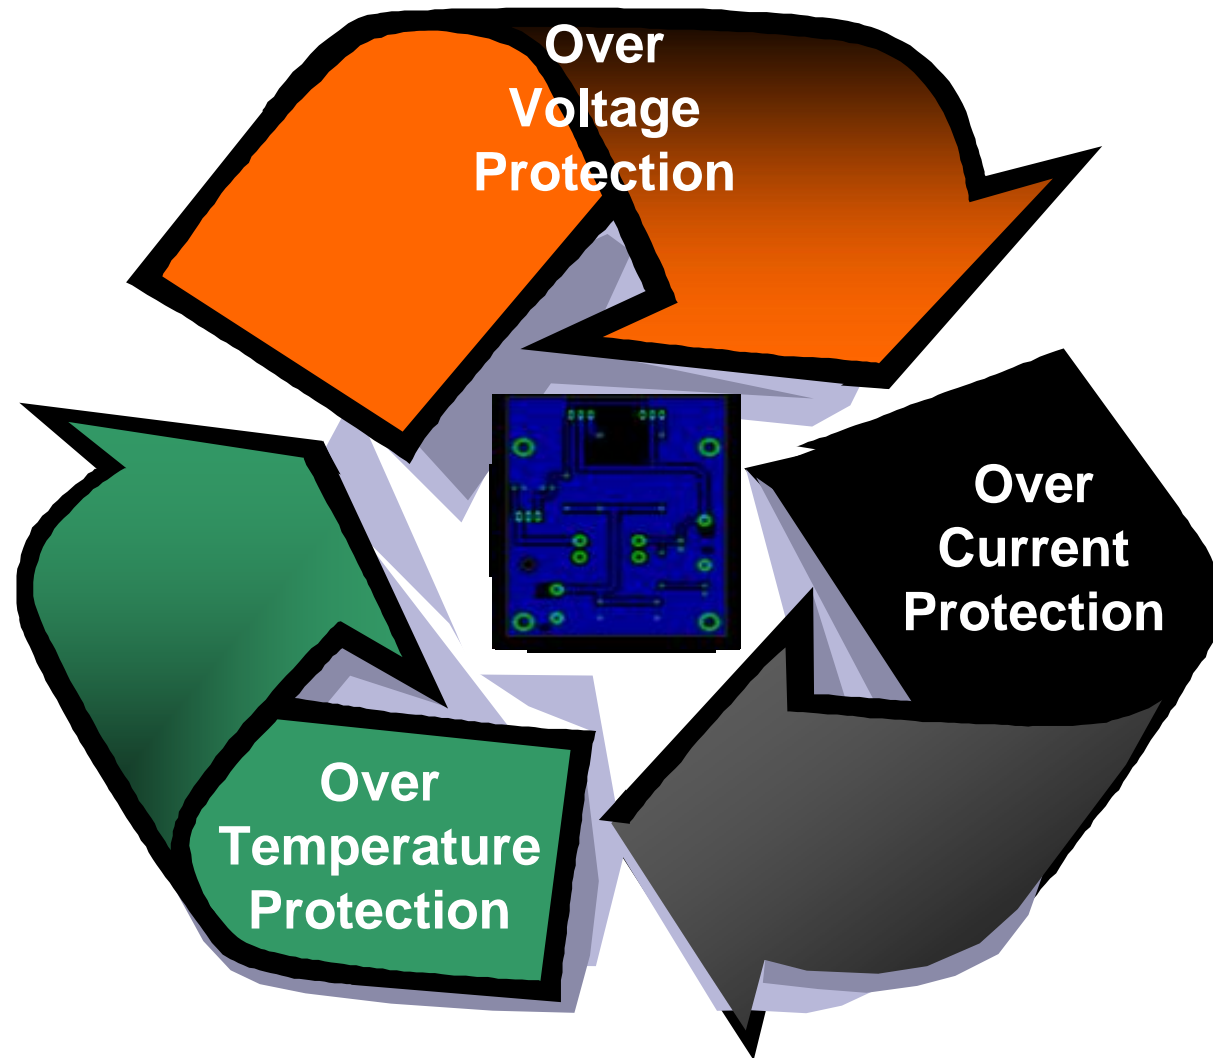 Over
Voltage
Protection
Over
Current
Protection
Over
Temperature
Protection